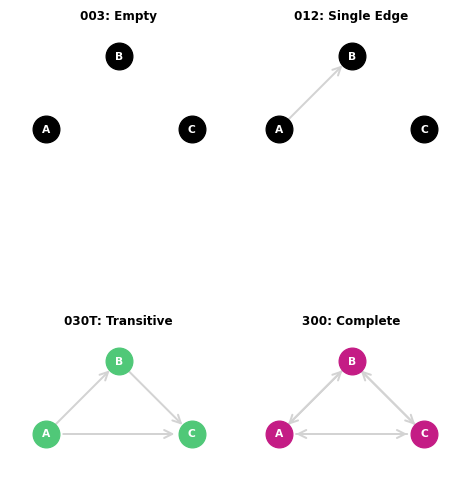 003: Empty
012: Single Edge
B
B
A
C
A
C
030T: Transitive
300: Complete
B
B
A
C
A
C